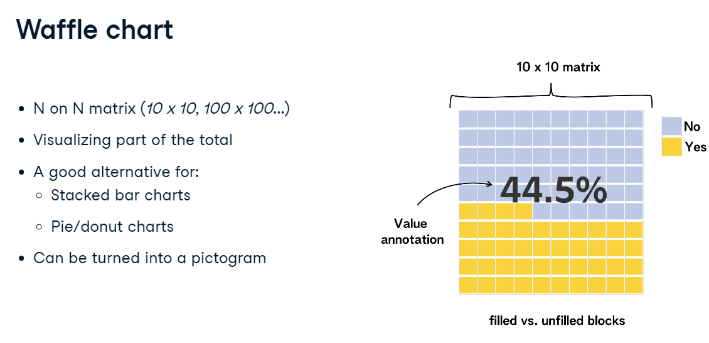 Waffle chart
• N on N matrix (10 x 10, 100 x 100...)
• Visualizing part of the total
• A good alternative for:
○ Stacked bar charts
○ Pie/donut charts
• Can be turned into a pictogram
10 x 10 matrix
No
Yes
44.5%
Value
annotation
filled vs. unfilled blocks